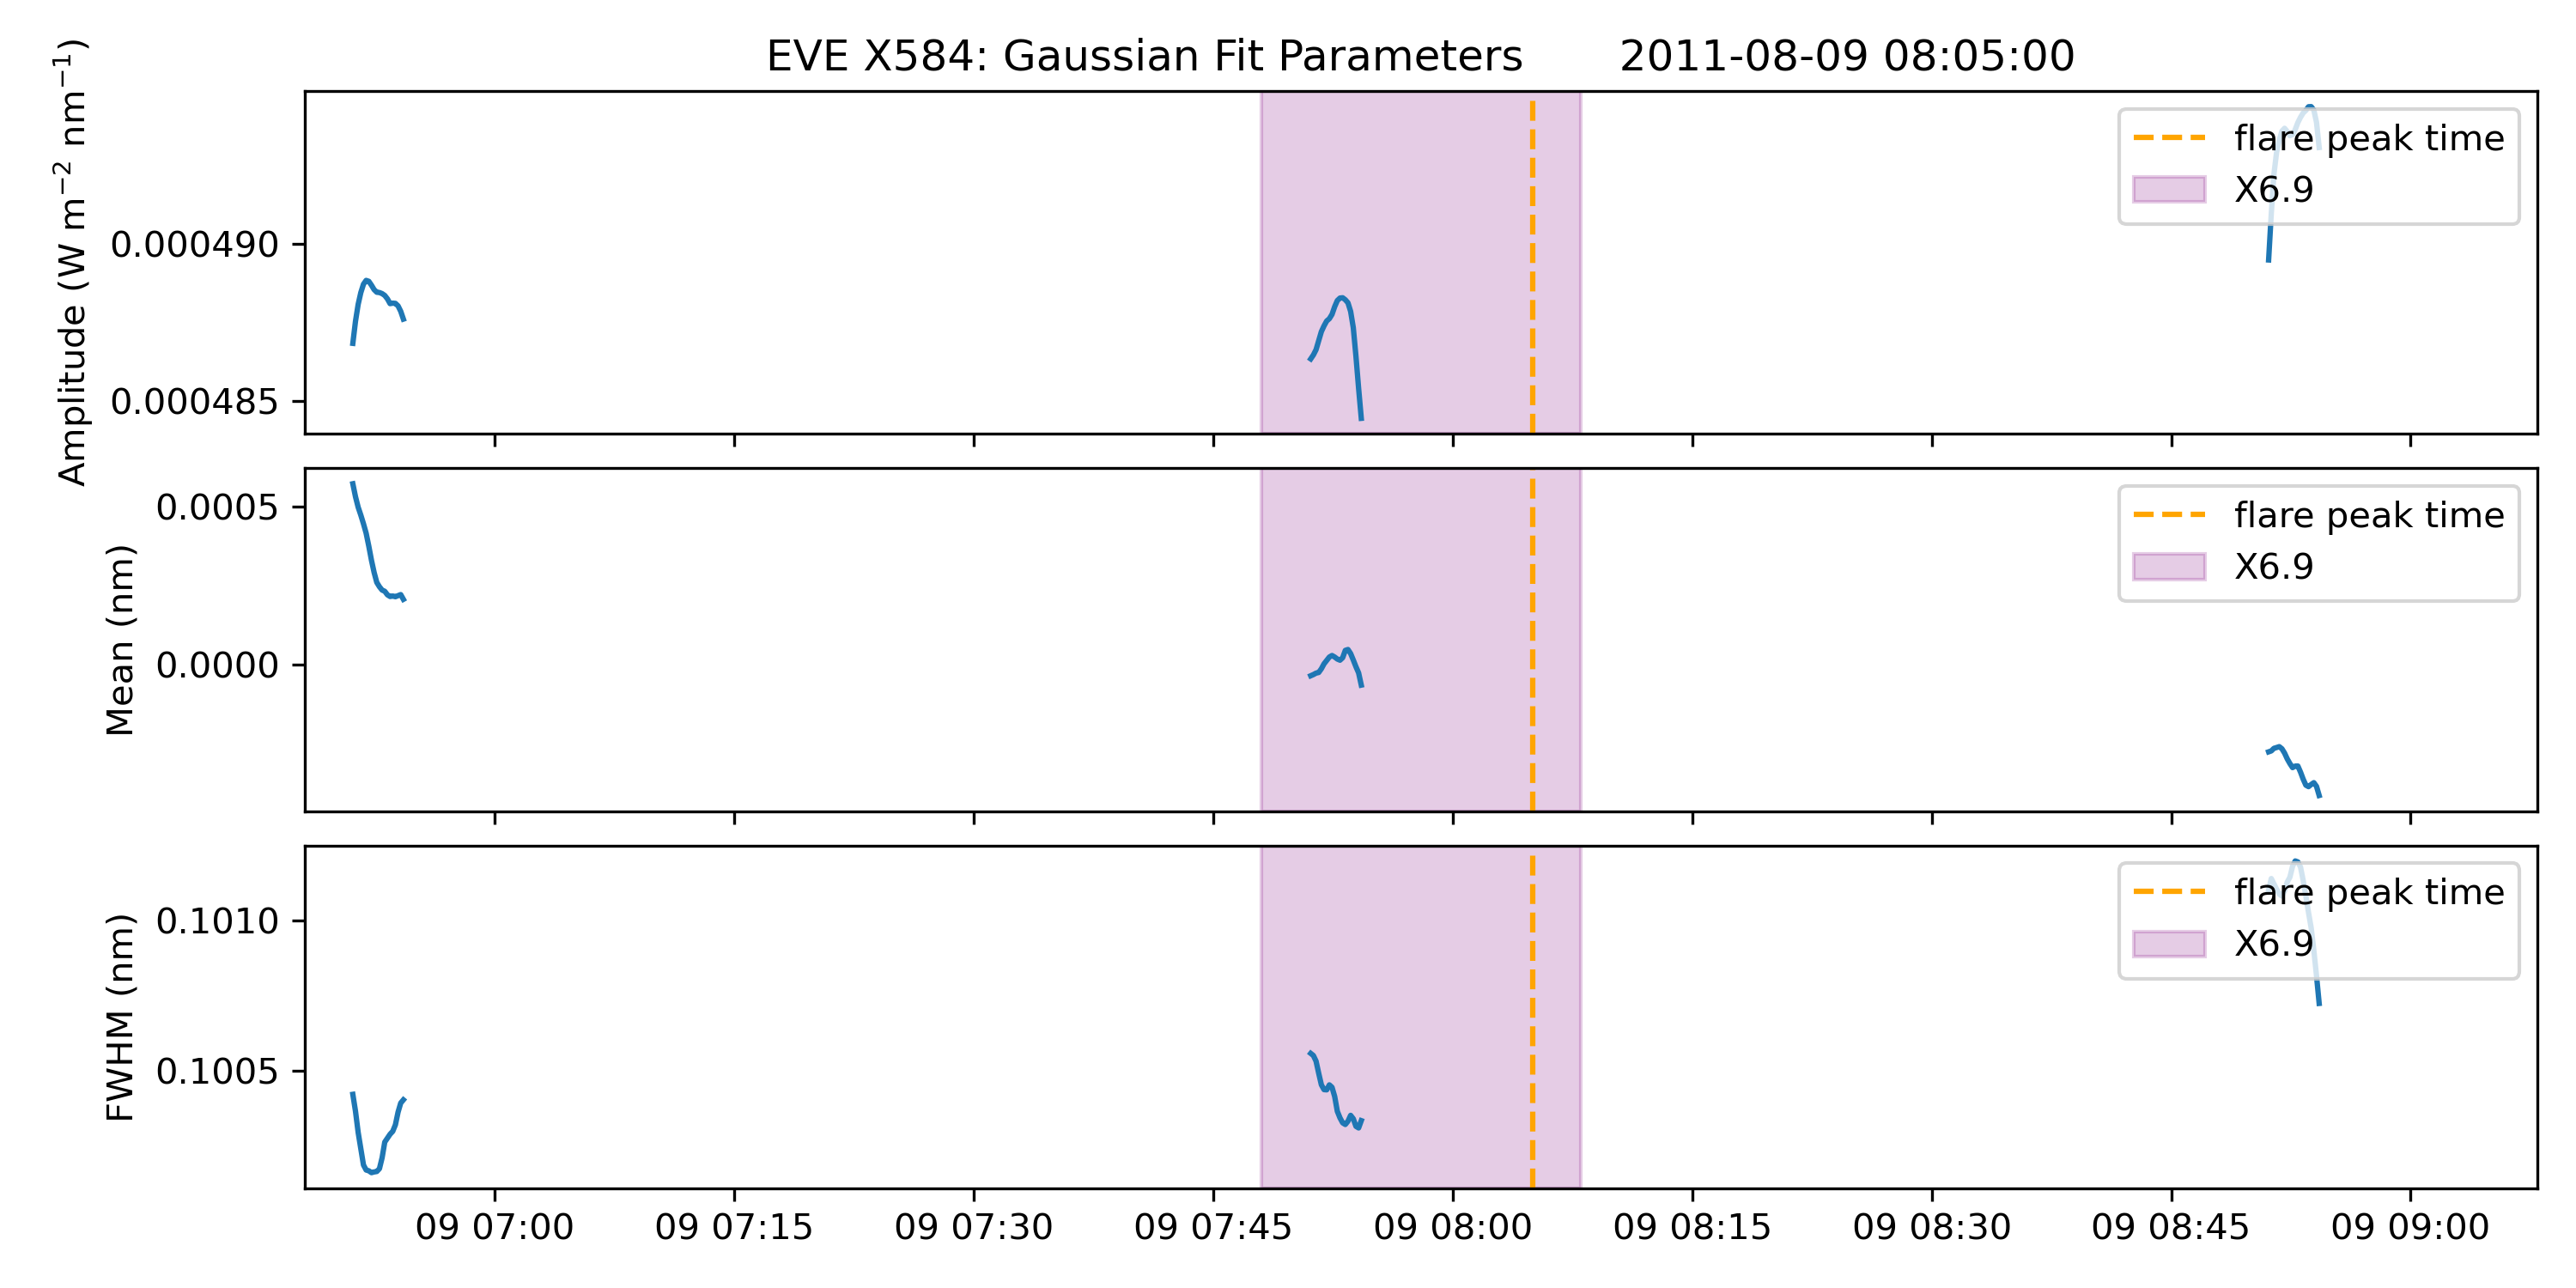 EVE X584: Gaussian Fit Parameters 2011-08-09 08:05:00
Amplitude (W m⁻² nm⁻¹)
0.000490
0.000485
flare peak time
X6.9
Mean (nm)
0.0005
0.0000
flare peak time
X6.9
FWHM (nm)
0.1010
0.1005
flare peak time
X6.9
09 07:00 09 07:15 09 07:30 09 07:45 09 08:00 09 08:15 09 08:30 09 08:45 09 09:00